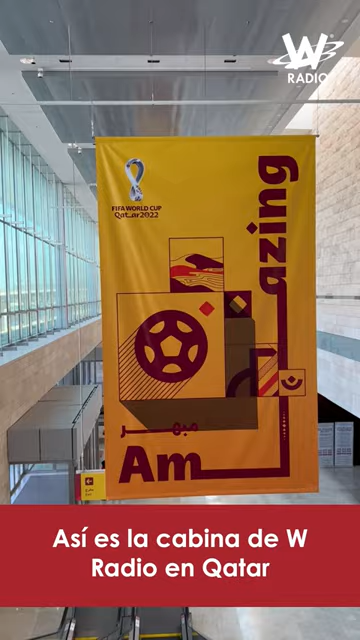 W
RADIO
FIFA WORLD CUP
Qatar2022
Amazing
مبهر
Así es la cabina de W
Radio en Qatar